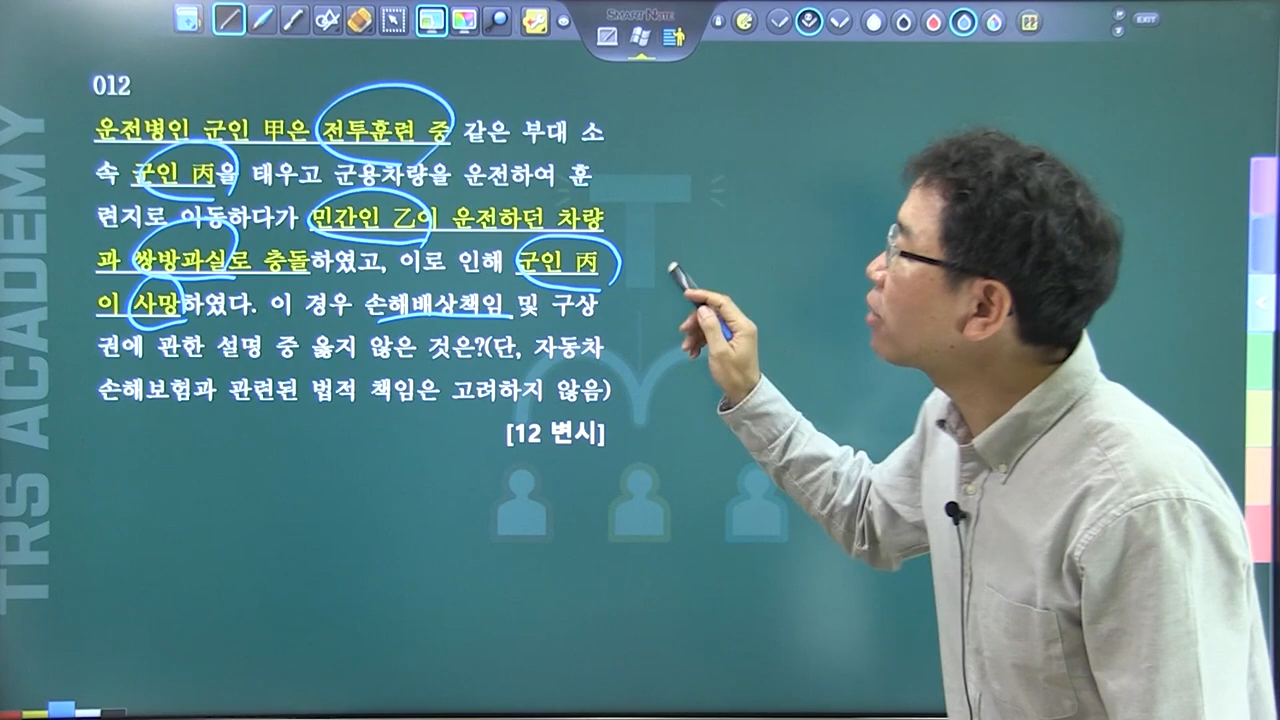 SMART NOTE
EXIT
TRS ACADEMY
012
운전병인 군인 甲은 전투훈련 중 같은 부대 소
속 군인 丙을 태우고 군용차량을 운전하여 훈
련지로 이동하다가 민간인 乙이 운전하던 차량
과 쌍방과실로 충돌하였고, 이로 인해 군인 丙
이 사망하였다. 이 경우 손해배상책임 및 구상
권에 관한 설명 중 옳지 않은 것은?(단, 자동차
손해보험과 관련된 법적 책임은 고려하지 않음)
[12 변시]